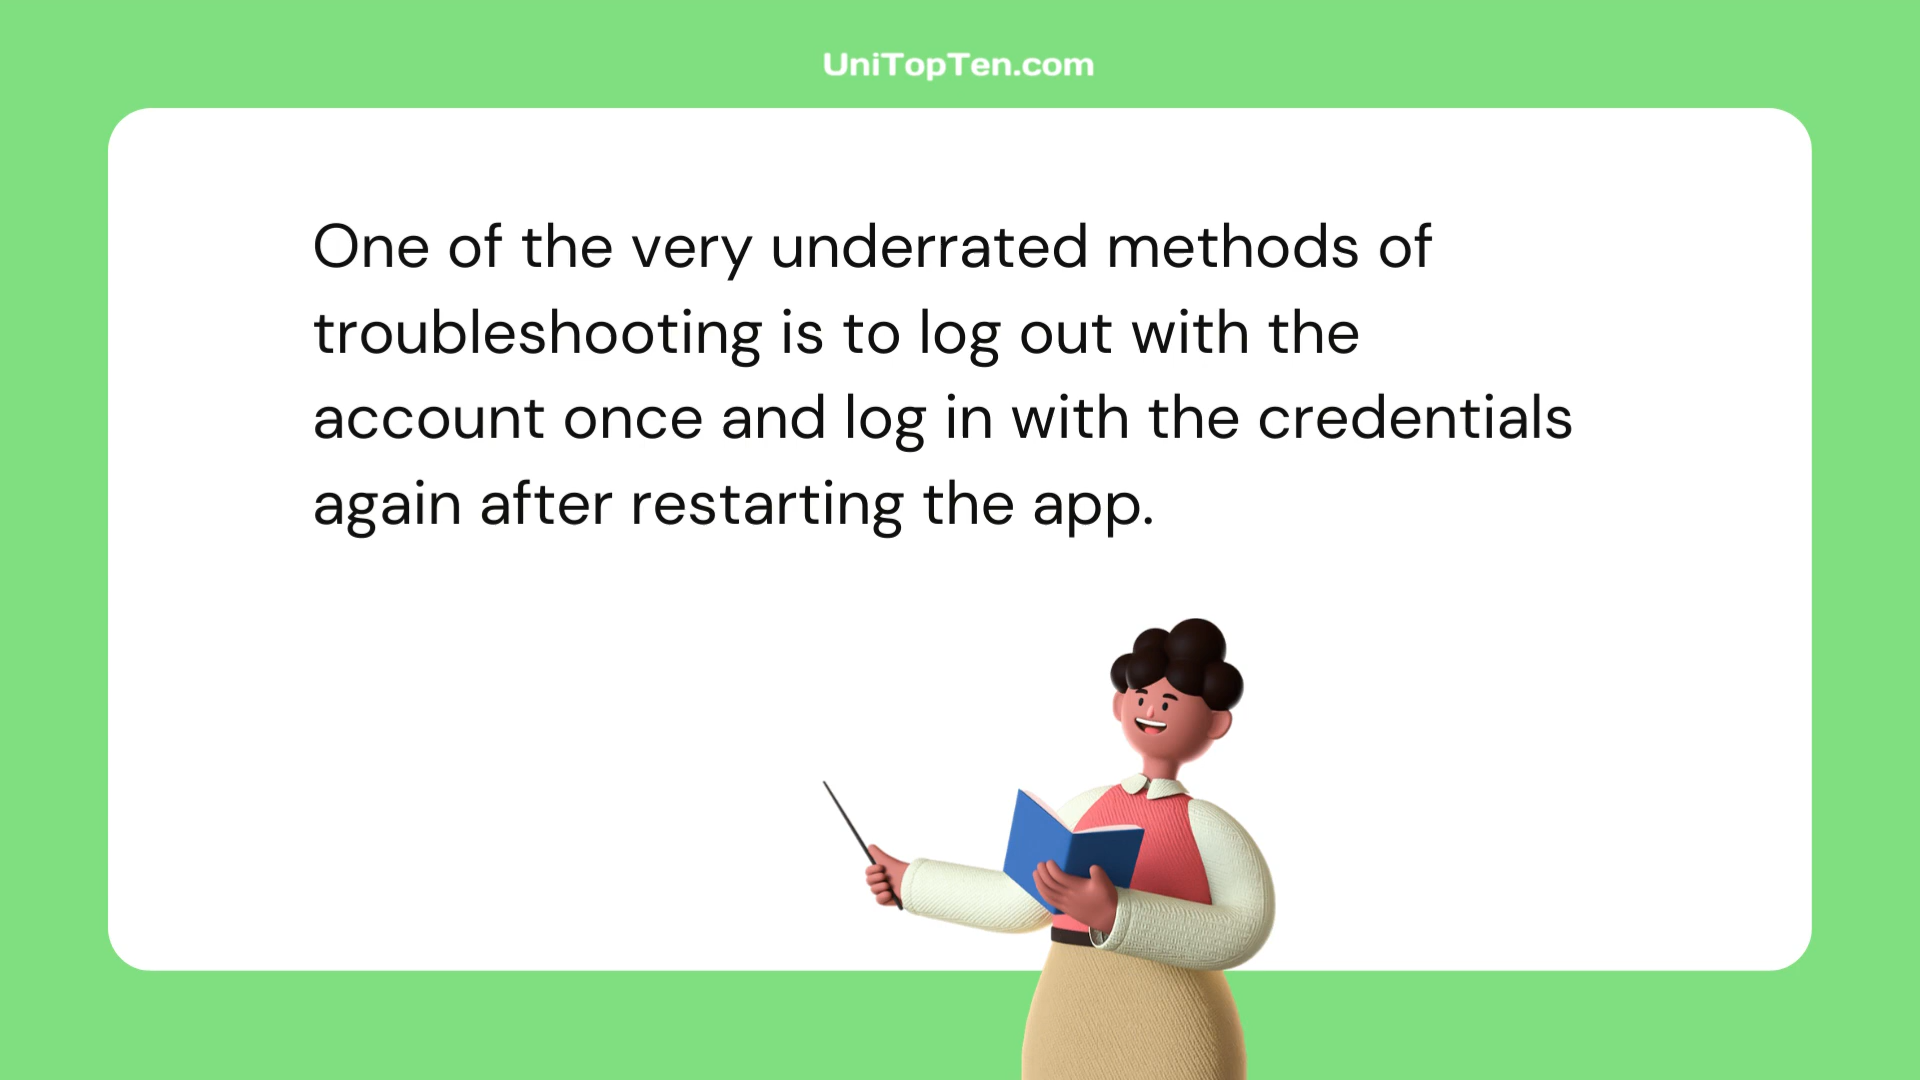 UniTopTen.com
One of the very underrated methods of
troubleshooting is to log out with the
account once and log in with the credentials
again after restarting the app.